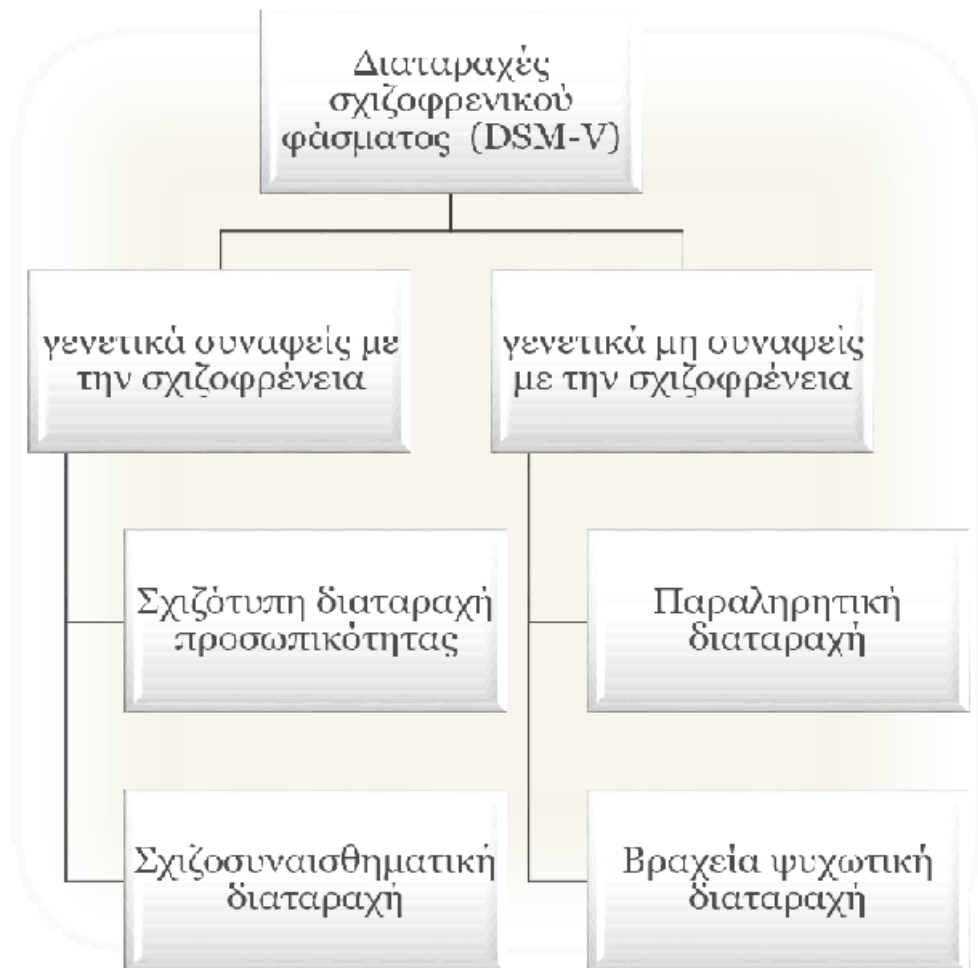 Διαταραχές
σχιζοφρενικού
φάσματος (DSM-V)
γενετικά συναφείς με
την σχιζοφρένεια
γενετικά μη συναφείς
με την σχιζοφρένεια
Σχιζότυπη διαταραχή
προσωπικότητας
Παραληρητική
διαταραχή
Σχιζοσυναισθηματική
διαταραχή
Βραχεία ψυχωτική
διαταραχή